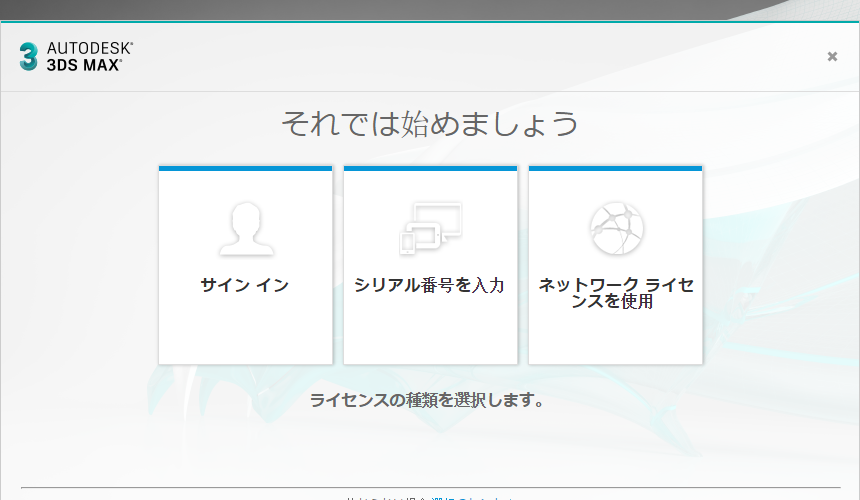 AUTODESK®
3DS MAX®
それでは始めましょう
サイン イン
シリアル番号を入力
ネットワーク ライセ
ンスを使用
ライセンスの種類を選択します。